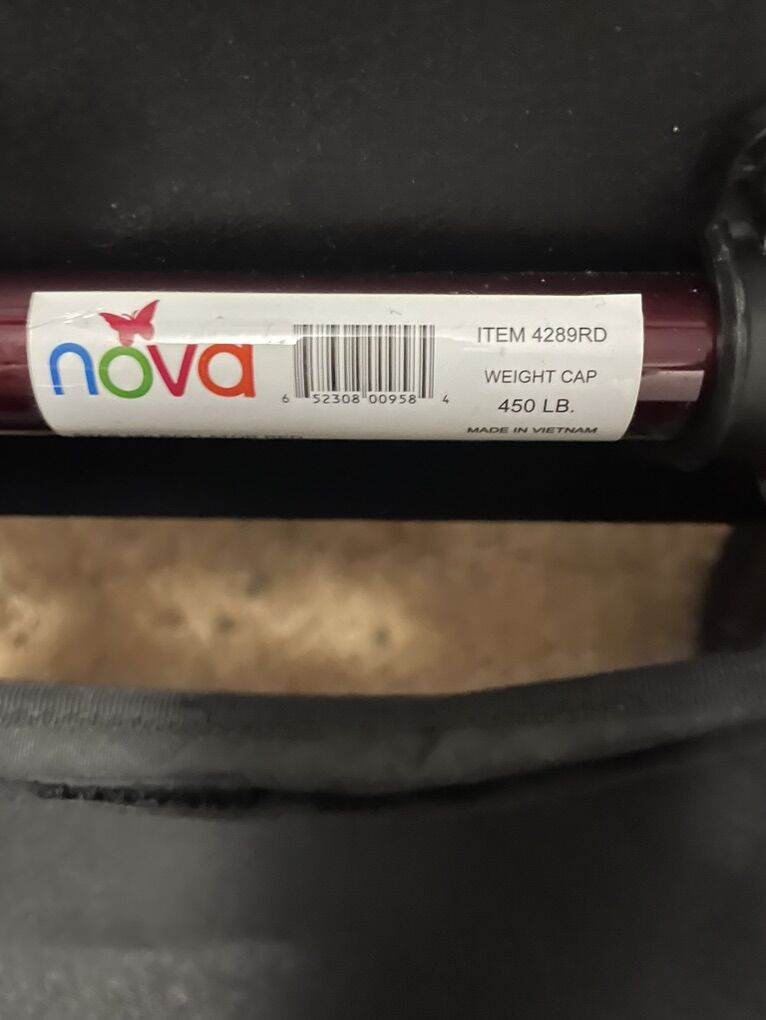 nova
6 52308 00958 4
ITEM 4289RD
WEIGHT CAP
450 LB.
MADE IN VIETNAM